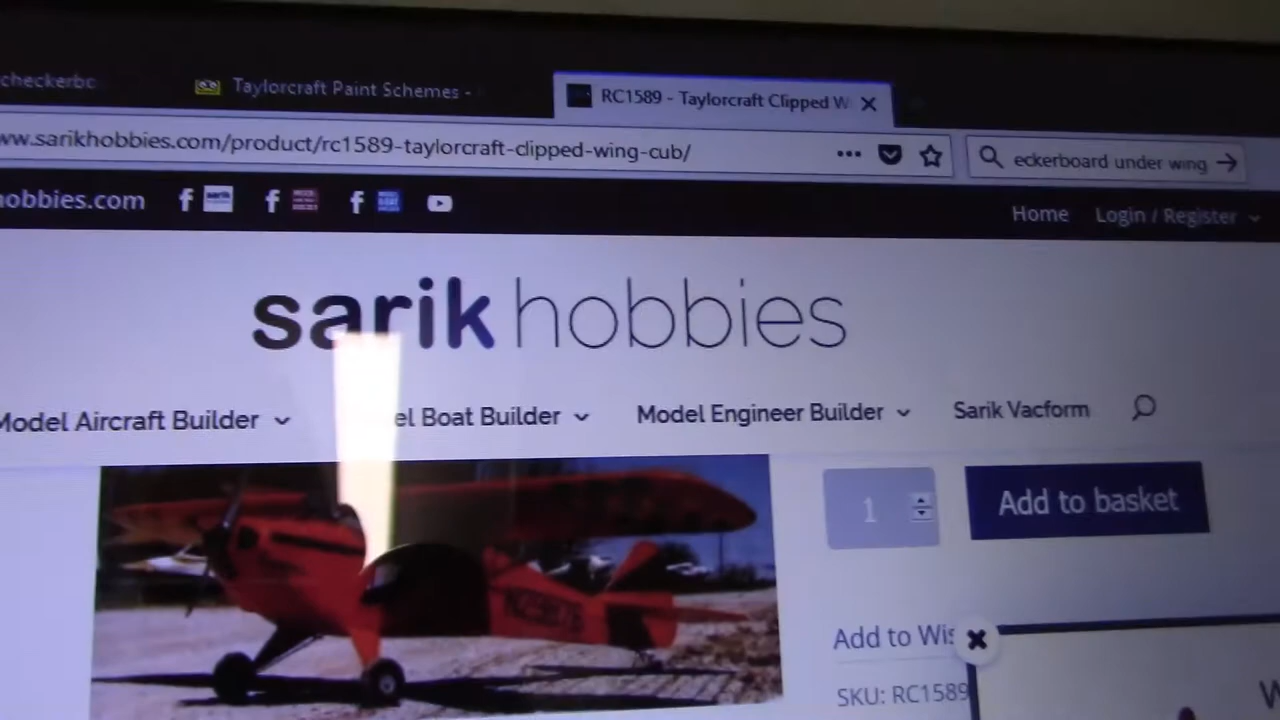 checkerbc
Taylorcraft Paint Schemes -
RC1589 - Taylorcraft Clipped W
ww.sarikhobbies.com/product/rc1589-taylorcraft-clipped-wing-cub/
eckerboard under wing
hobbies.com
Home
Login / Register
sarik hobbies
Model Aircraft Builder
el Boat Builder
Model Engineer Builder
Sarik Vacform
1
Add to basket
Add to Wis
SKU: RC1589
W